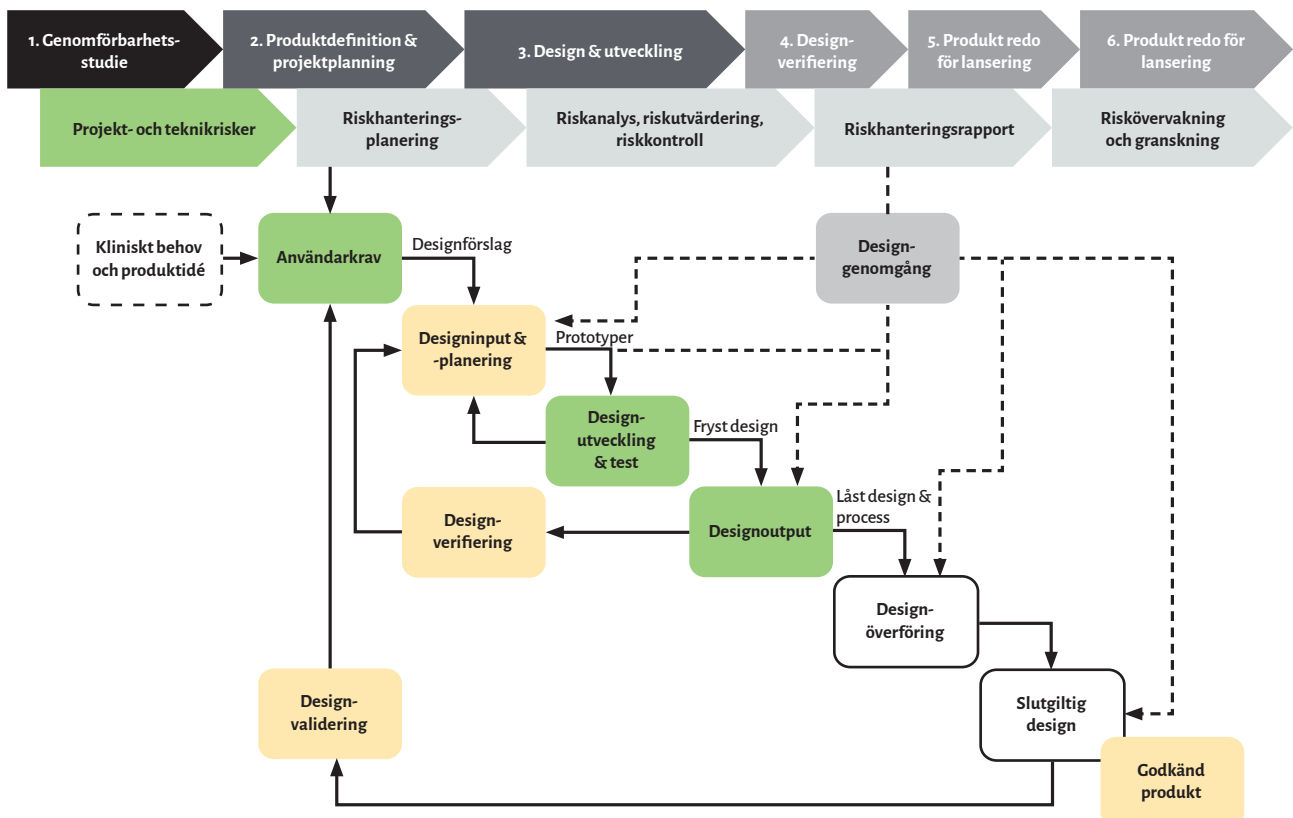 1. Genomförbarhets-
studie
2. Produktdefinition &
projektplanning
3. Design & utveckling
4. Design-
verifiering
5. Produkt redo
för lansering
6. Produkt redo för
lansering
Projekt- och teknikrisker
Riskhanterings-
planering
Riskanalys, riskutvärdering,
riskkontroll
Riskhanteringsrapport
Riskövervakning
och granskning
Kliniskt behov
och produktidé
Användarkrav
Designförslag
Design-
genomgång
Designinput &
-planering
Prototyper
Design-
utveckling
& test
Fryst design
Design-
verifiering
Designoutput
Låst design &
process
Design-
överföring
Design-
validering
Slutgiltig
design
Godkänd
produkt